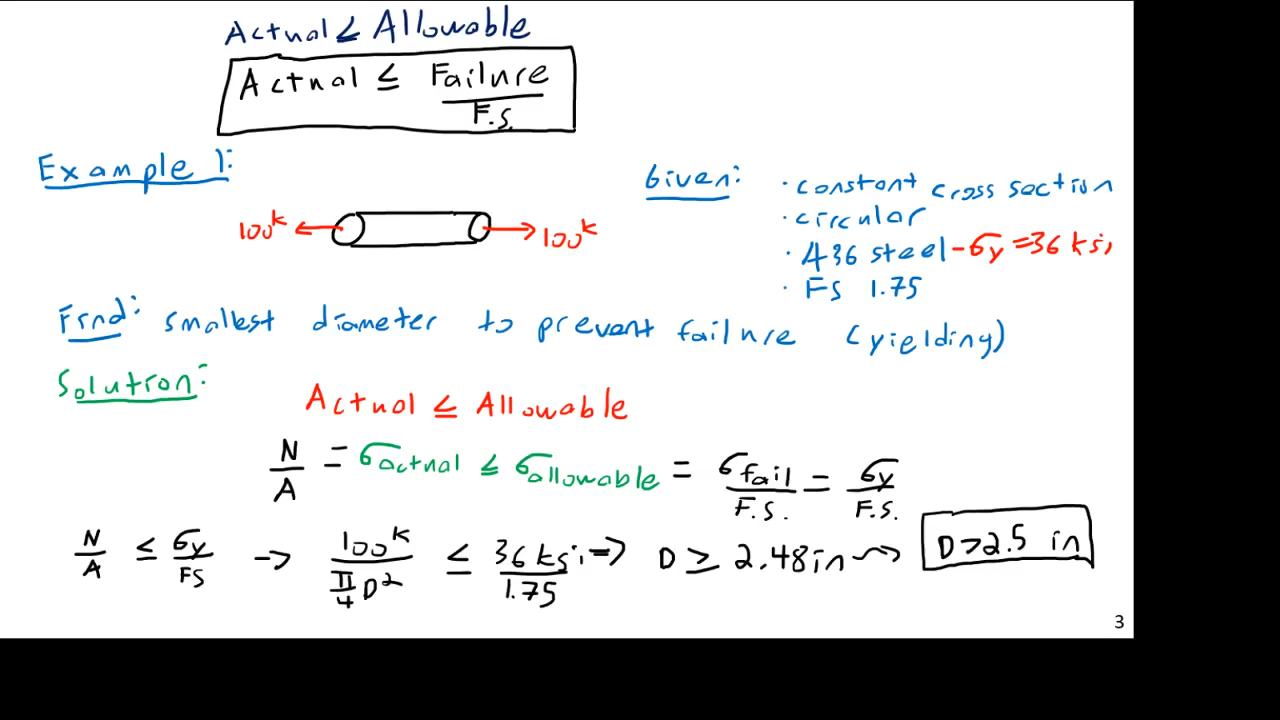 Actual ≤ Allowable
Actual ≤ Failure / F.S.
Example 1:
100k 100k
Given:
· constant cross section
· circular
· A36 steel - σy = 36 ksi
· FS 1.75
Find: smallest diameter to prevent failure (yielding)
Solution:
Actual ≤ Allowable
N/A = σactual ≤ σallowable = σfail/F.S. = σy/F.S.
N/A ≤ σy/FS → 100k / (π/4 D²) ≤ 36 ksi / 1.75 → D ≥ 2.48in → D > 2.5 in
3